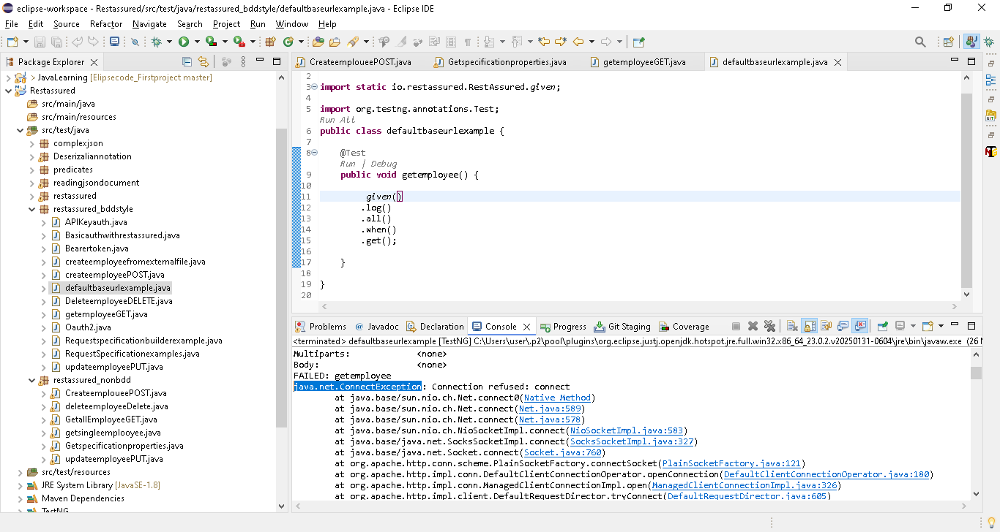 eclipse-workspace - Restassured/src/test/java/restassured_bddstyle/defaultbaseurlexample.java - Eclipse IDE
File Edit Source Refactor Navigate Search Project Run Window Help
Package Explorer
> JavaLearning [Elipsecode_Firstproject master]
Restassured
src/main/java
src/main/resources
src/test/java
complexjson
Deserizaliannotation
predicates
readingjsondocument
restassured
restassured_bddstyle
APIKeyauth.java
Basicauthwithrestassured.java
Bearertoken.java
createemployeefromexternalfile.java
createemployeePOST.java
defaultbaseurlexample.java
DeleteemployeeDELETE.java
getemployeeGET.java
Oauth2.java
Requestspecificationbuilderexample.java
RequestSpecificationexamples.java
updateemployeePUT.java
restassured_nonbdd
CreateemploueePOST.java
deleteemployeeDelete.java
GetallEmployeeGET.java
getsingleemplooyee.java
Getspecificationproperties.java
updateemployeePUT.java
src/test/resources
JRE System Library [JavaSE-1.8]
Maven Dependencies
TestNG
CreateemploueePOST.java Getspecificationproperties.java getemployeeGET.java defaultbaseurlexample.java
2
3 import static io.restassured.RestAssured.given;
4
5 import org.testng.annotations.Test;
Run All
6 public class defaultbaseurlexample {
7
8 @Test
Run | Debug
9 public void getemployee() {
10
11 given()
12 .log()
13 .all()
14 .when()
15 .get();
16
17 }
18
19 }
20
Problems @ Javadoc Declaration Console Progress Git Staging Coverage
<terminated> defaultbaseurlexample [TestNG] C:\Users\user\.p2\pool\plugins\org.eclipse.justj.openjdk.hotspot.jre.full.win32.x86_64_23.0.2.v20250131-0604\jre\bin\javaw.exe (26 N
Multiparts: <none>
Body: <none>
FAILED: getemployee
java.net.ConnectException: Connection refused: connect
at java.base/sun.nio.ch.Net.connect0(Native Method)
at java.base/sun.nio.ch.Net.connect(Net.java:589)
at java.base/sun.nio.ch.Net.connect(Net.java:578)
at java.base/sun.nio.ch.NioSocketImpl.connect(NioSocketImpl.java:583)
at java.base/java.net.SocksSocketImpl.connect(SocksSocketImpl.java:327)
at java.base/java.net.Socket.connect(Socket.java:760)
at org.apache.http.conn.scheme.PlainSocketFactory.connectSocket(PlainSocketFactory.java:121)
at org.apache.http.impl.conn.DefaultClientConnectionOperator.openConnection(DefaultClientConnectionOperator.java:180)
at org.apache.http.impl.conn.ManagedClientConnectionImpl.open(ManagedClientConnectionImpl.java:326)
at org.apache.http.impl.client.DefaultRequestDirector.tryConnect(DefaultRequestDirector.java:605)